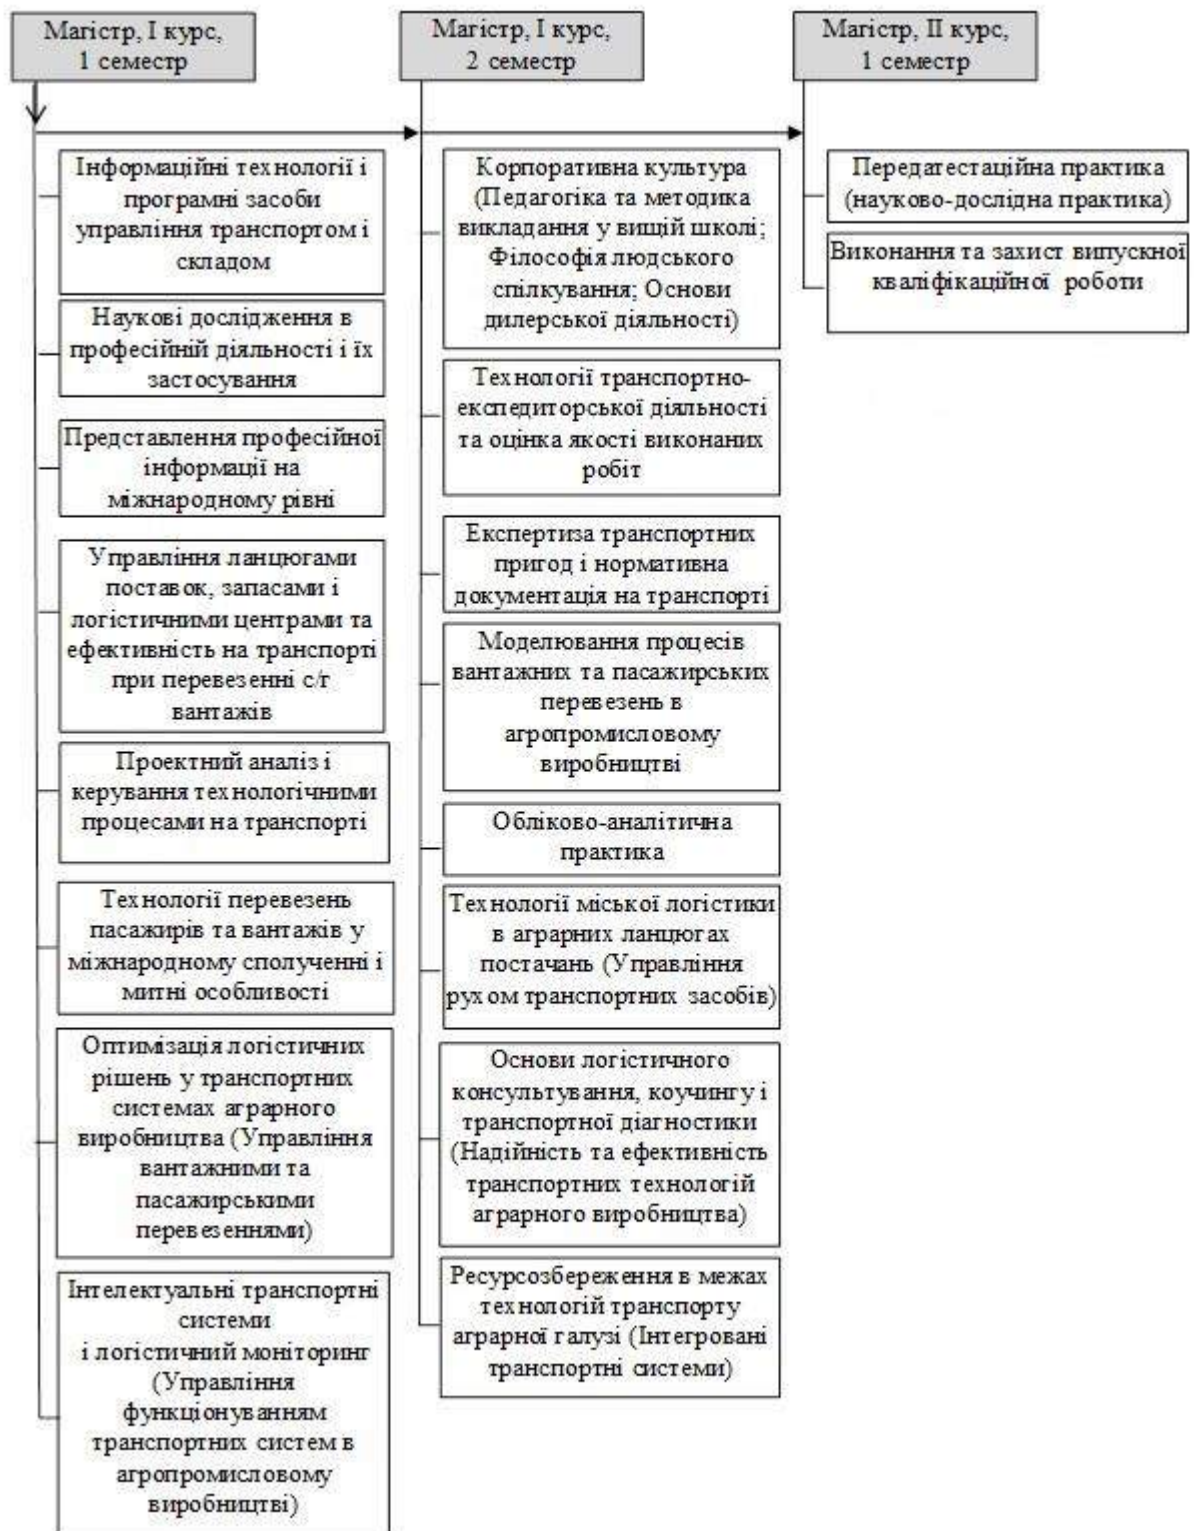 Магістр, І курс,
1 семестр
Інформаційні технології і
програмні засоби
управління транспортом і
складом
Наукові дослідження в
професійній діяльності і їх
застосування
Представлення професійної
інформації на
міжнародному рівні
Управління ланцюгами
поставок, запасами і
логістичними центрами та
ефективність на транспорті
при перевезенні с/г
вантажів
Проектний аналіз і
керування технологічними
процесами на транспорті
Технології перевезень
пасажирів та вантажів у
міжнародному сполученні і
митні особливості
Оптимізація логістичних
рішень у транспортних
системах аграрного
виробництва (Управління
вантажними та
пасажирськими
перевезеннями)
Інтелектуальні транспортні
системи
і логістичний моніторинг
(Управління
функціонуванням
транспортних систем в
агропромисловому
виробництві)
Магістр, І курс,
2 семестр
Корпоративна культура
(Педагогіка та методика
викладання у вищій школі;
Філософія людського
спілкування; Основи
дилерської діяльності)
Технології транспортно-
експедиторської діяльності
та оцінка якості виконаних
робіт
Експертиза транспортних
пригод і нормативна
документація на транспорті
Моделювання процесів
вантажних та пасажирських
перевезень в
агропромисловому
виробництві
Обліково-аналітична
практика
Технології міської логістики
в аграрних ланцюгах
постачань (Управління
рухом транспортних засобів)
Основи логістичного
консультування, коучингу і
транспортної діагностики
(Надійність та ефективність
транспортних технологій
аграрного виробництва)
Ресурсозбереження в межах
технологій транспорту
аграрної галузі (Інтегровані
транспортні системи)
Магістр, ІІ курс,
1 семестр
Передатестаційна практика
(науково-дослідна практика)
Виконання та захист випускної
кваліфікаційної роботи